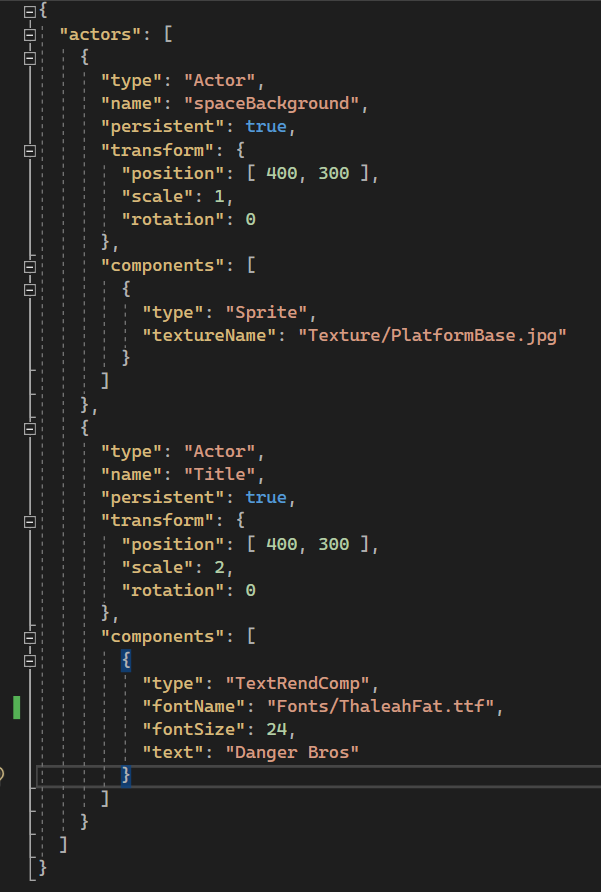 {
"actors": [
{
"type": "Actor",
"name": "spaceBackground",
"persistent": true,
"transform": {
"position": [ 400, 300 ],
"scale": 1,
"rotation": 0
},
"components": [
{
"type": "Sprite",
"textureName": "Texture/PlatformBase.jpg"
}
]
},
{
"type": "Actor",
"name": "Title",
"persistent": true,
"transform": {
"position": [ 400, 300 ],
"scale": 2,
"rotation": 0
},
"components": [
{
"type": "TextRendComp",
"fontName": "Fonts/ThaleahFat.ttf",
"fontSize": 24,
"text": "Danger Bros"
}
]
}
]
}